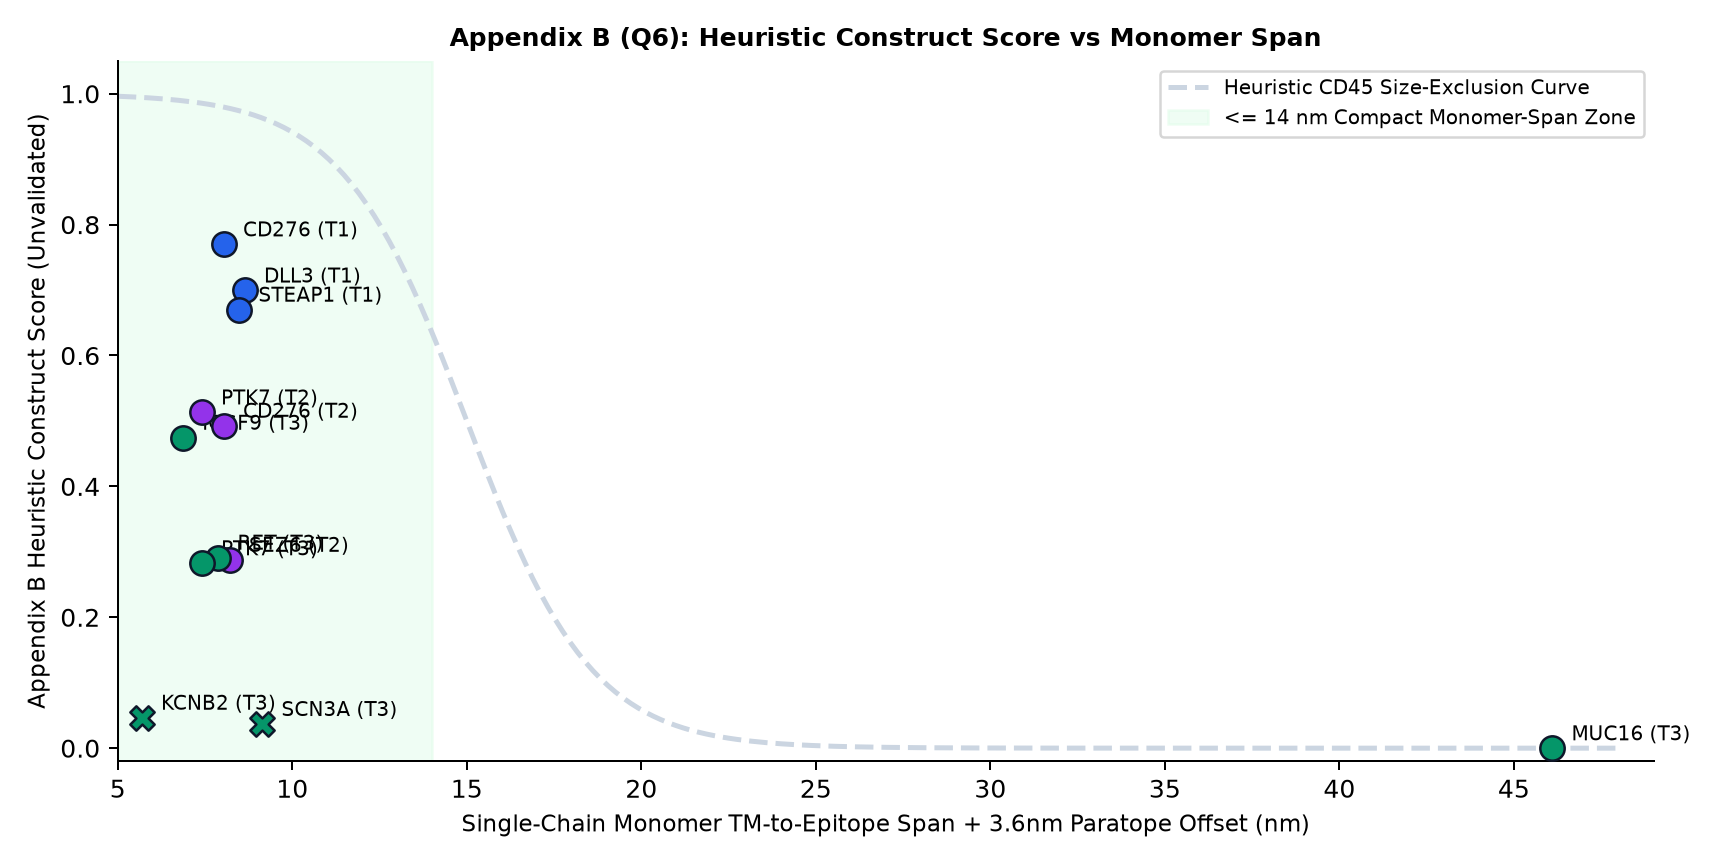 Appendix B (Q6): Heuristic Construct Score vs Monomer Span
Appendix B Heuristic Construct Score (Unvalidated)
1.0
0.8
0.6
0.4
0.2
0.0
Heuristic CD45 Size-Exclusion Curve
<= 14 nm Compact Monomer-Span Zone
CD276 (T1)
DLL3 (T1)
STEAP1 (T1)
PTK7 (T2)
CD276 (T2)
(T3)
PTK7 (T3)
KCNB2 (T3)
SCN3A (T3)
MUC16 (T3)
5
10
15
20
25
30
35
40
45
Single-Chain Monomer TM-to-Epitope Span + 3.6nm Paratope Offset (nm)